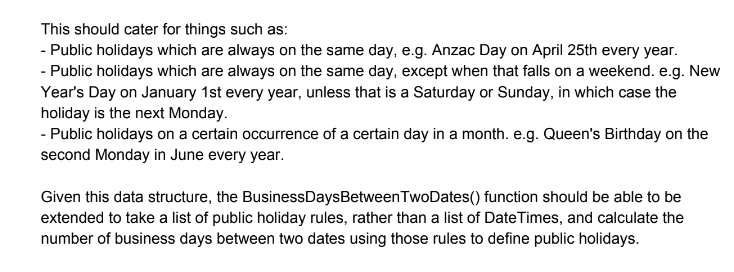 This should cater for things such as:
- Public holidays which are always on the same day, e.g. Anzac Day on April 25th every year.
- Public holidays which are always on the same day, except when that falls on a weekend. e.g. New
Year's Day on January 1st every year, unless that is a Saturday or Sunday, in which case the
holiday is the next Monday.
- Public holidays on a certain occurrence of a certain day in a month. e.g. Queen's Birthday on the
second Monday in June every year.
Given this data structure, the BusinessDaysBetweenTwoDates() function should be able to be
extended to take a list of public holiday rules, rather than a list of DateTimes, and calculate the
number of business days between two dates using those rules to define public holidays.